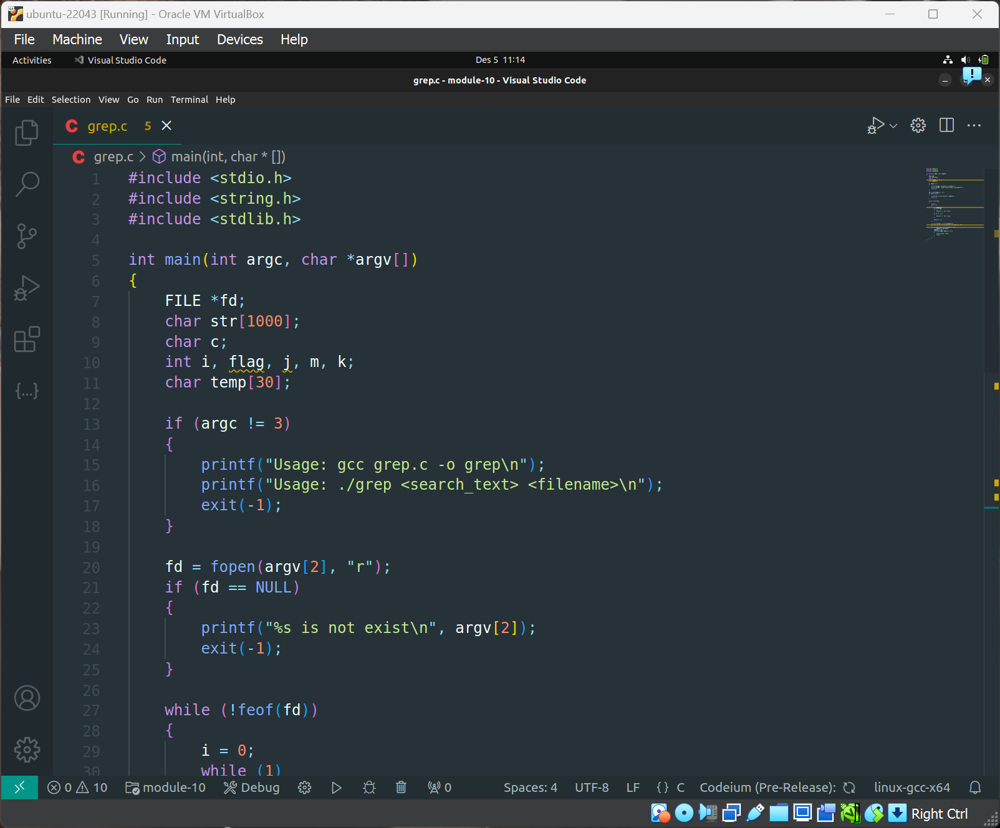 ubuntu-22043 [Running] - Oracle VM VirtualBox
File Machine View Input Devices Help
Activities Visual Studio Code Des 5 11:14
grep.c - module-10 - Visual Studio Code
File Edit Selection View Go Run Terminal Help
C grep.c 5
C grep.c > main(int, char * [])
1 #include <stdio.h>
2 #include <string.h>
3 #include <stdlib.h>
4
5 int main(int argc, char *argv[])
6 {
7 FILE *fd;
8 char str[1000];
9 char c;
10 int i, flag, j, m, k;
11 char temp[30];
12
13 if (argc != 3)
14 {
15 printf("Usage: gcc grep.c -o grep\n");
16 printf("Usage: ./grep <search_text> <filename>\n");
17 exit(-1);
18 }
19
20 fd = fopen(argv[2], "r");
21 if (fd == NULL)
22 {
23 printf("%s is not exist\n", argv[2]);
24 exit(-1);
25 }
26
27 while (!feof(fd))
28 {
29 i = 0;
30 while (1)
0 10 module-10 Debug 0 Spaces: 4 UTF-8 LF {} C Codeium (Pre-Release): linux-gcc-x64
Right Ctrl